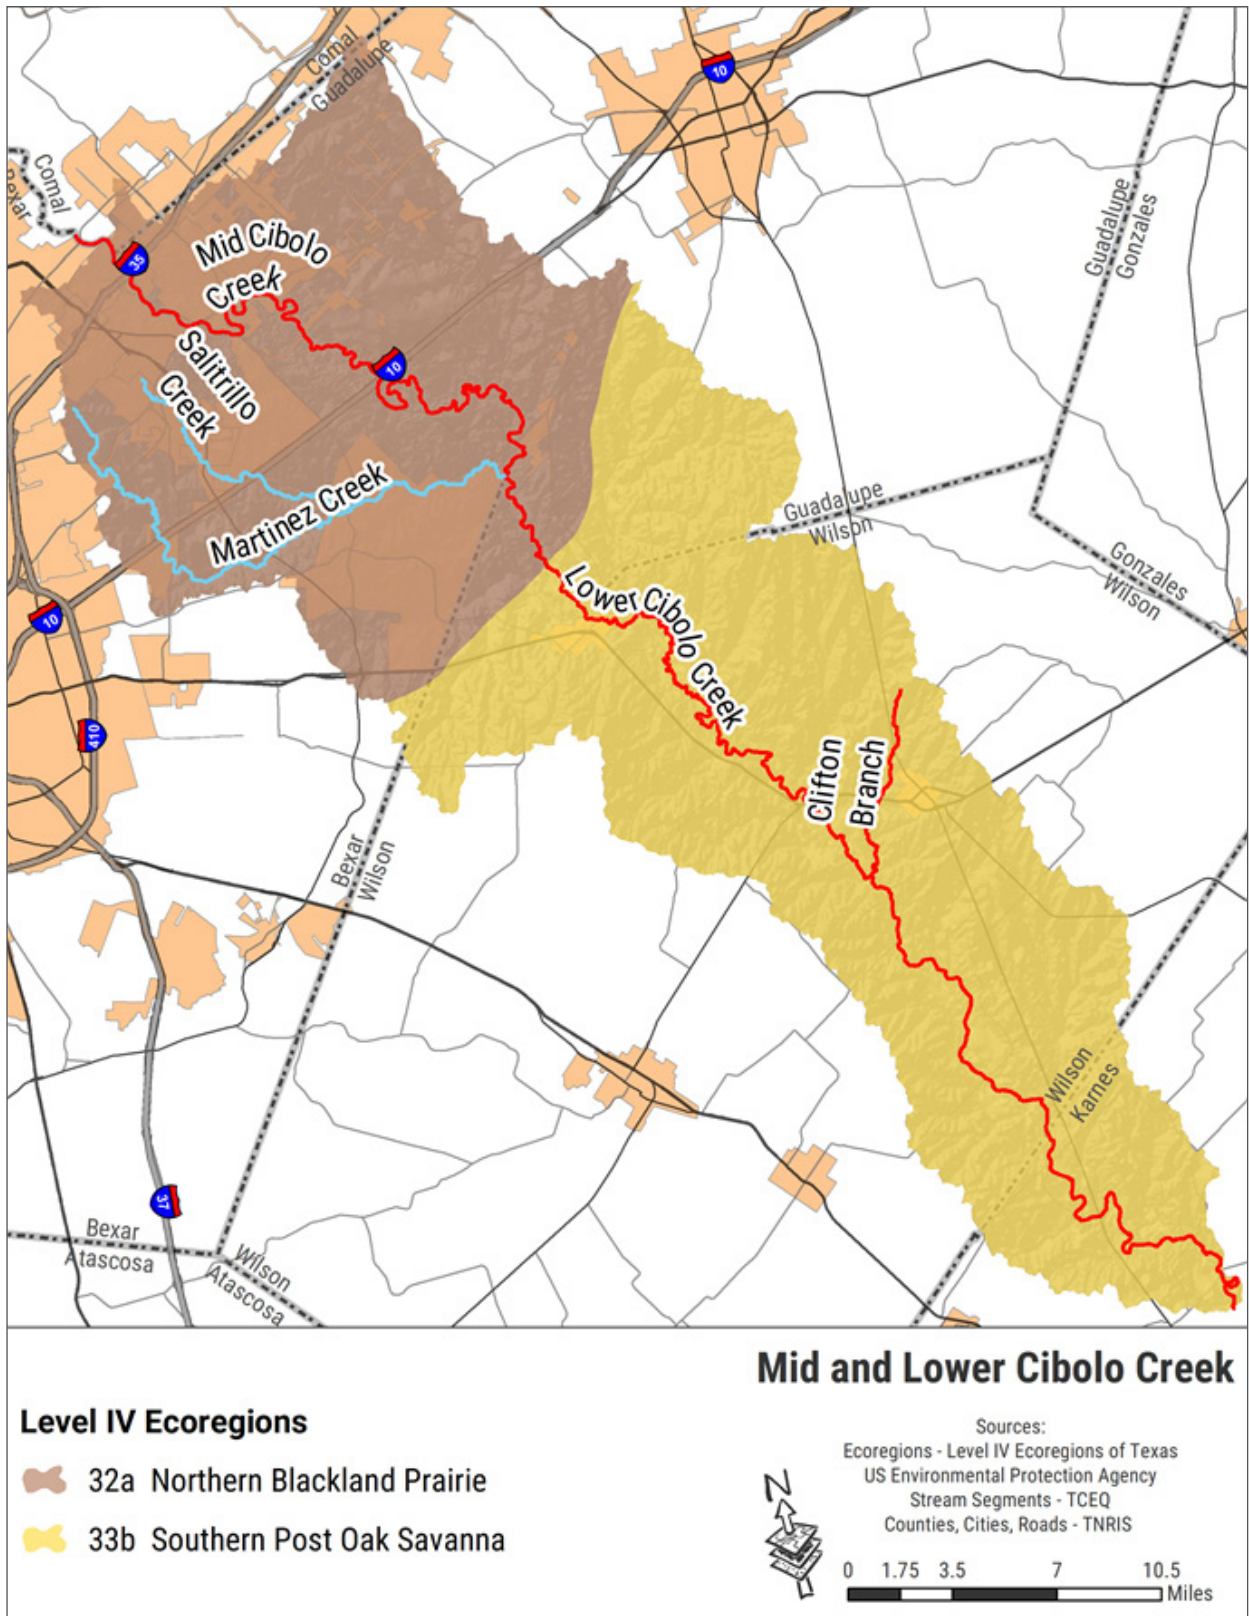 Comal
Guadalupe
10
Comal
Bexar
Guadalupe
Gonzales
35
Mid Cibolo
Creek
Salitrillo
Creek
10
Martinez Creek
Guadalupe
Wilson
Gonzales
Wilson
Lower Cibolo Creek
10
410
Clifton
Branch
Bexar
Wilson
Wilson
Karnes
37
Bexar
Atascosa
Wilson
Atascosa
Mid and Lower Cibolo Creek
Level IV Ecoregions
32a Northern Blackland Prairie
33b Southern Post Oak Savanna
Sources:
Ecoregions - Level IV Ecoregions of Texas
US Environmental Protection Agency
Stream Segments - TCEQ
Counties, Cities, Roads - TNRIS
N
0 1.75 3.5 7 10.5
Miles